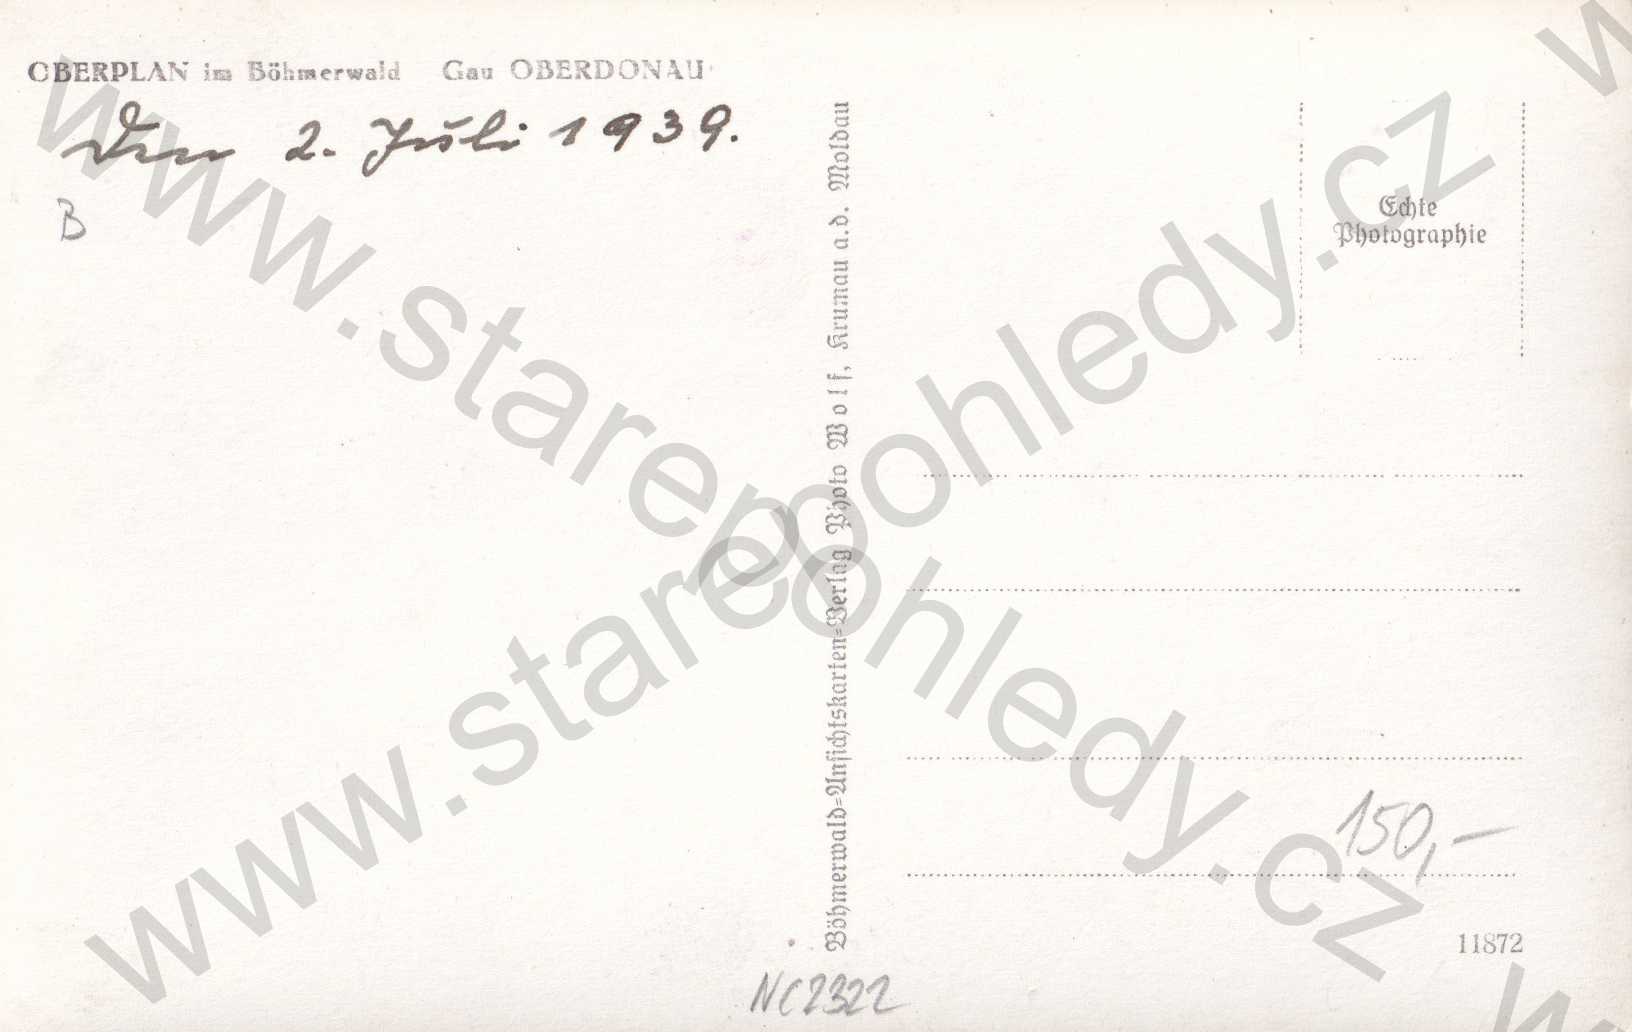 OBERPLAN im Böhmerwald Gau OBERDONAU
Den 2. Juli 1939.
B
Böhmerwald=Ansichtskarten=Verlag Photo Wolf, Krumau a.d. Moldau
Echte
Photographie
150,-
11872
NC2322
www.starepohledy.cz
www.starepohledy.cz